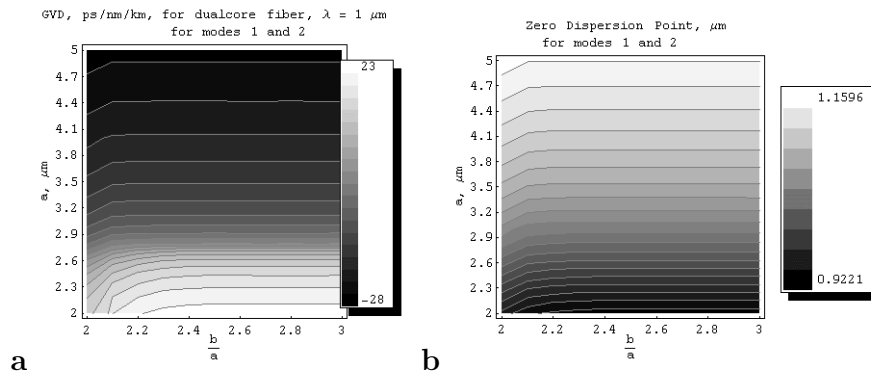 GVD, ps/nm/km, for dualcore fiber, λ = 1 μm
for modes 1 and 2
5
4.7
4.4
4.1
3.8
3.5
3.2
2.9
2.6
2.3
2
a, μm
2 2.2 2.4 2.6 2.8 3
b
a
23
-28
a
Zero Dispersion Point, μm
for modes 1 and 2
5
4.7
4.4
4.1
3.8
3.5
3.2
2.9
2.6
2.3
2
a, μm
2 2.2 2.4 2.6 2.8 3
b
a
1.1596
0.9221
b